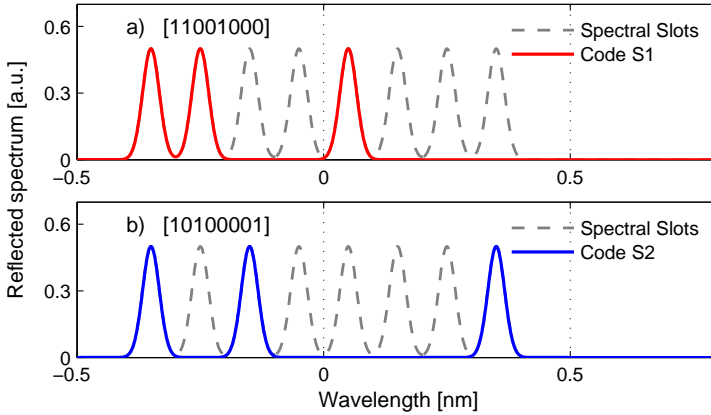 a) [11001000]
Spectral Slots
Code S1
0.6
0.3
0
−0.5 0 0.5
b) [10100001]
Spectral Slots
Code S2
0.6
0.3
0
−0.5 0 0.5
Reflected spectrum [a.u.]
Wavelength [nm]